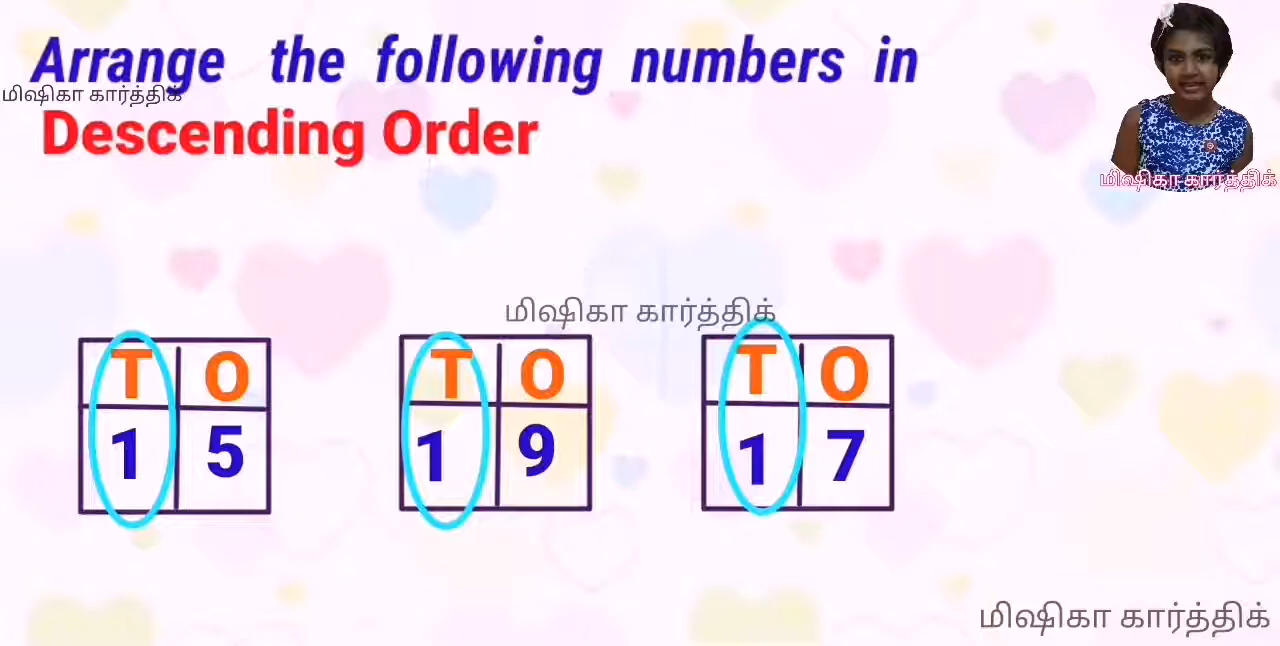 Arrange the following numbers in
மிஷிகா கார்த்திக்
Descending Order
மிஷிகா கார்த்திக்
மிஷிகா கார்த்திக்
T O T O T O
1 5 1 9 1 7
மிஷிகா கார்த்திக்